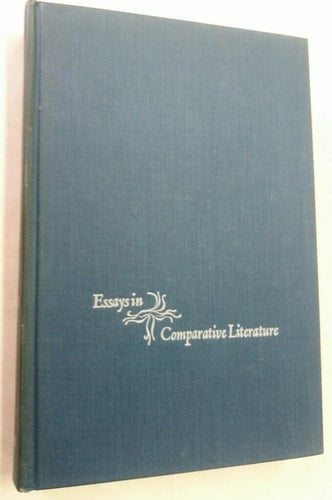 Essays in
Comparative Literature